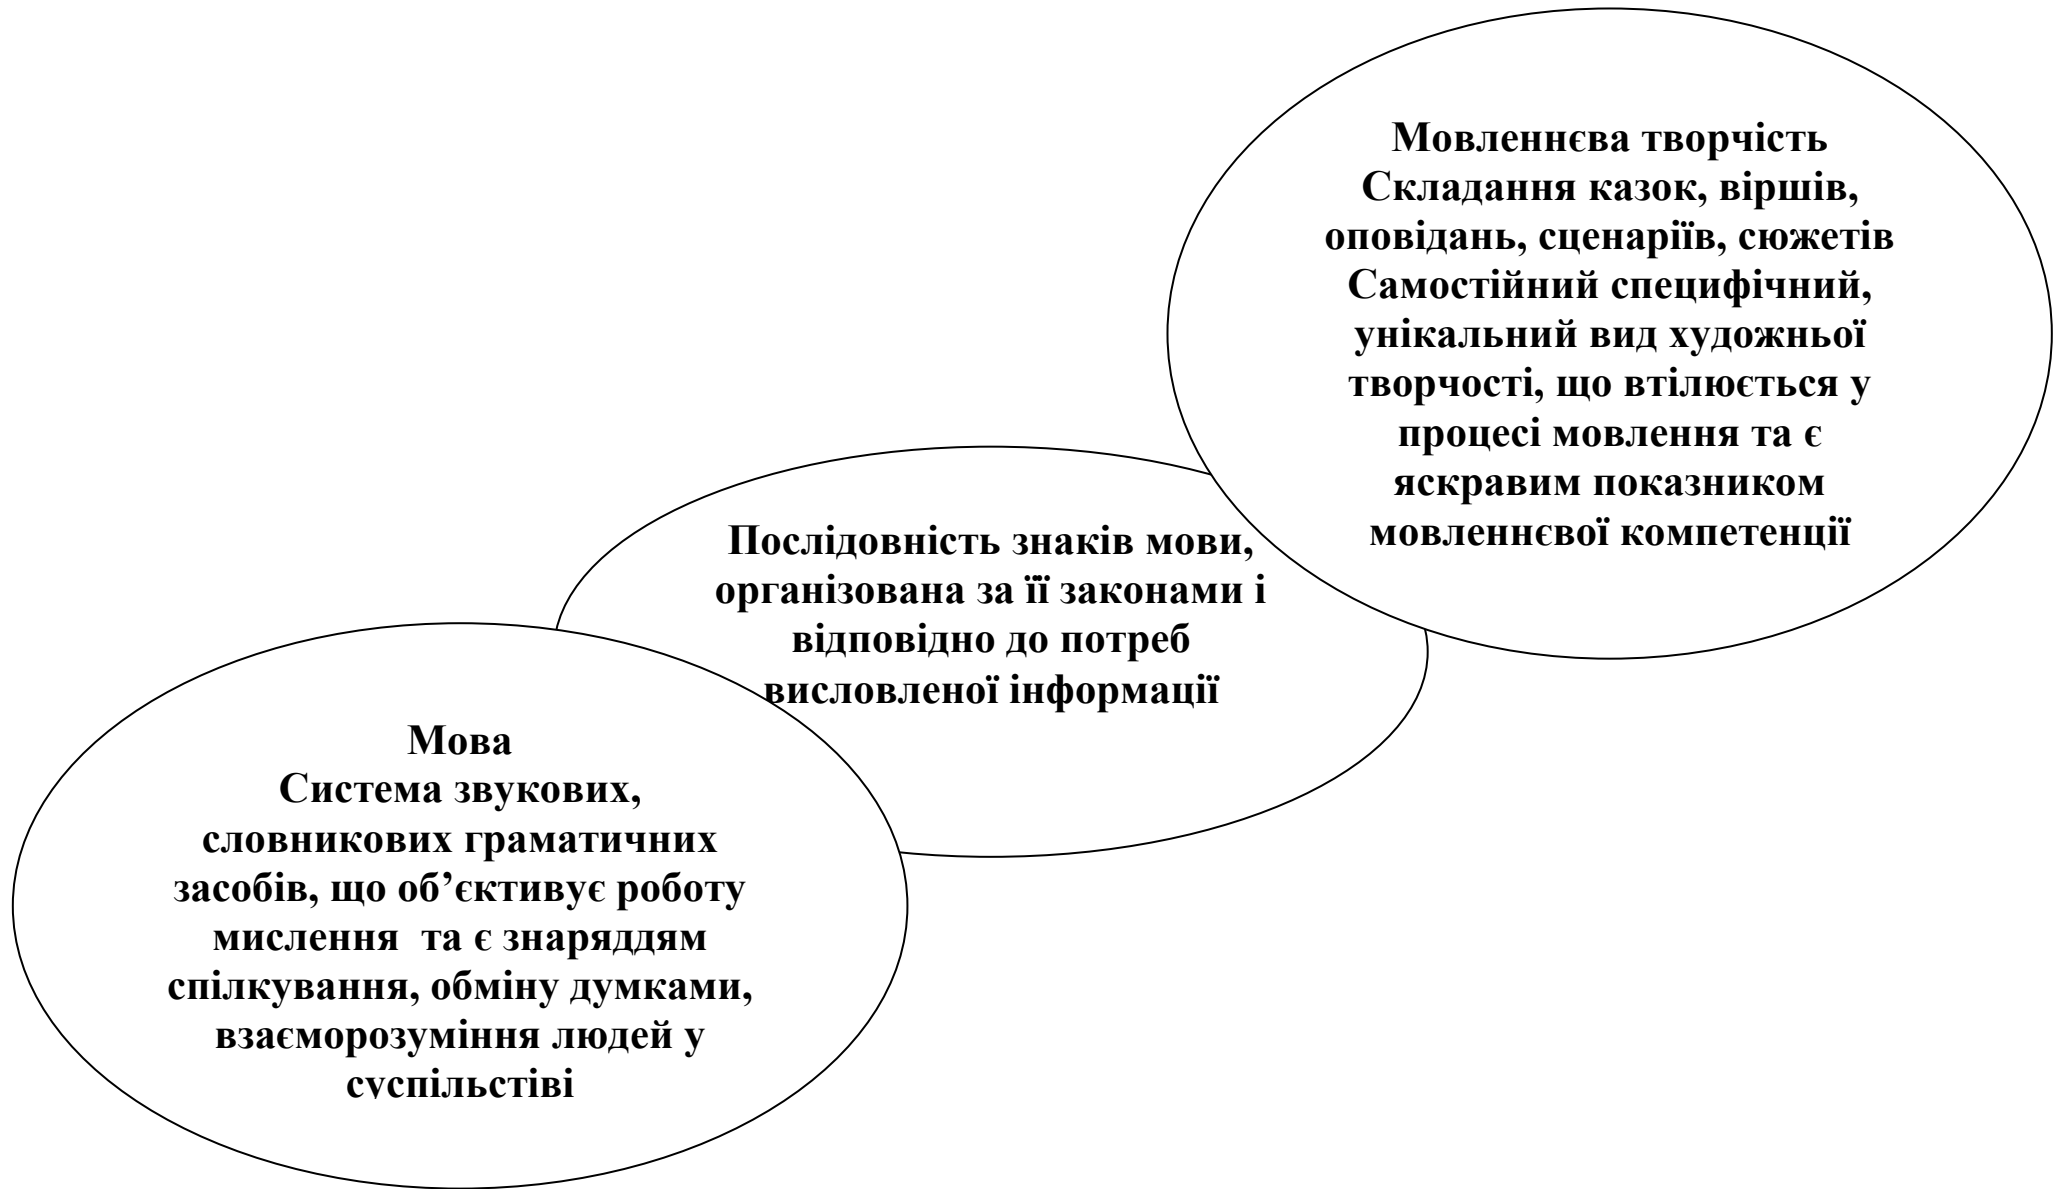 Мовленнєва творчість
Складання казок, віршів,
оповідань, сценаріїв, сюжетів
Самостійний специфічний,
унікальний вид художньої
творчості, що втілюється у
процесі мовлення та є
яскравим показником
мовленнєвої компетенції
Послідовність знаків мови,
організована за її законами і
відповідно до потреб
висловленої інформації
Мова
Система звукових,
словникових граматичних
засобів, що об’єктивує роботу
мислення  та є знаряддям
спілкування, обміну думками,
взаєморозуміння людей у
суспільстіві